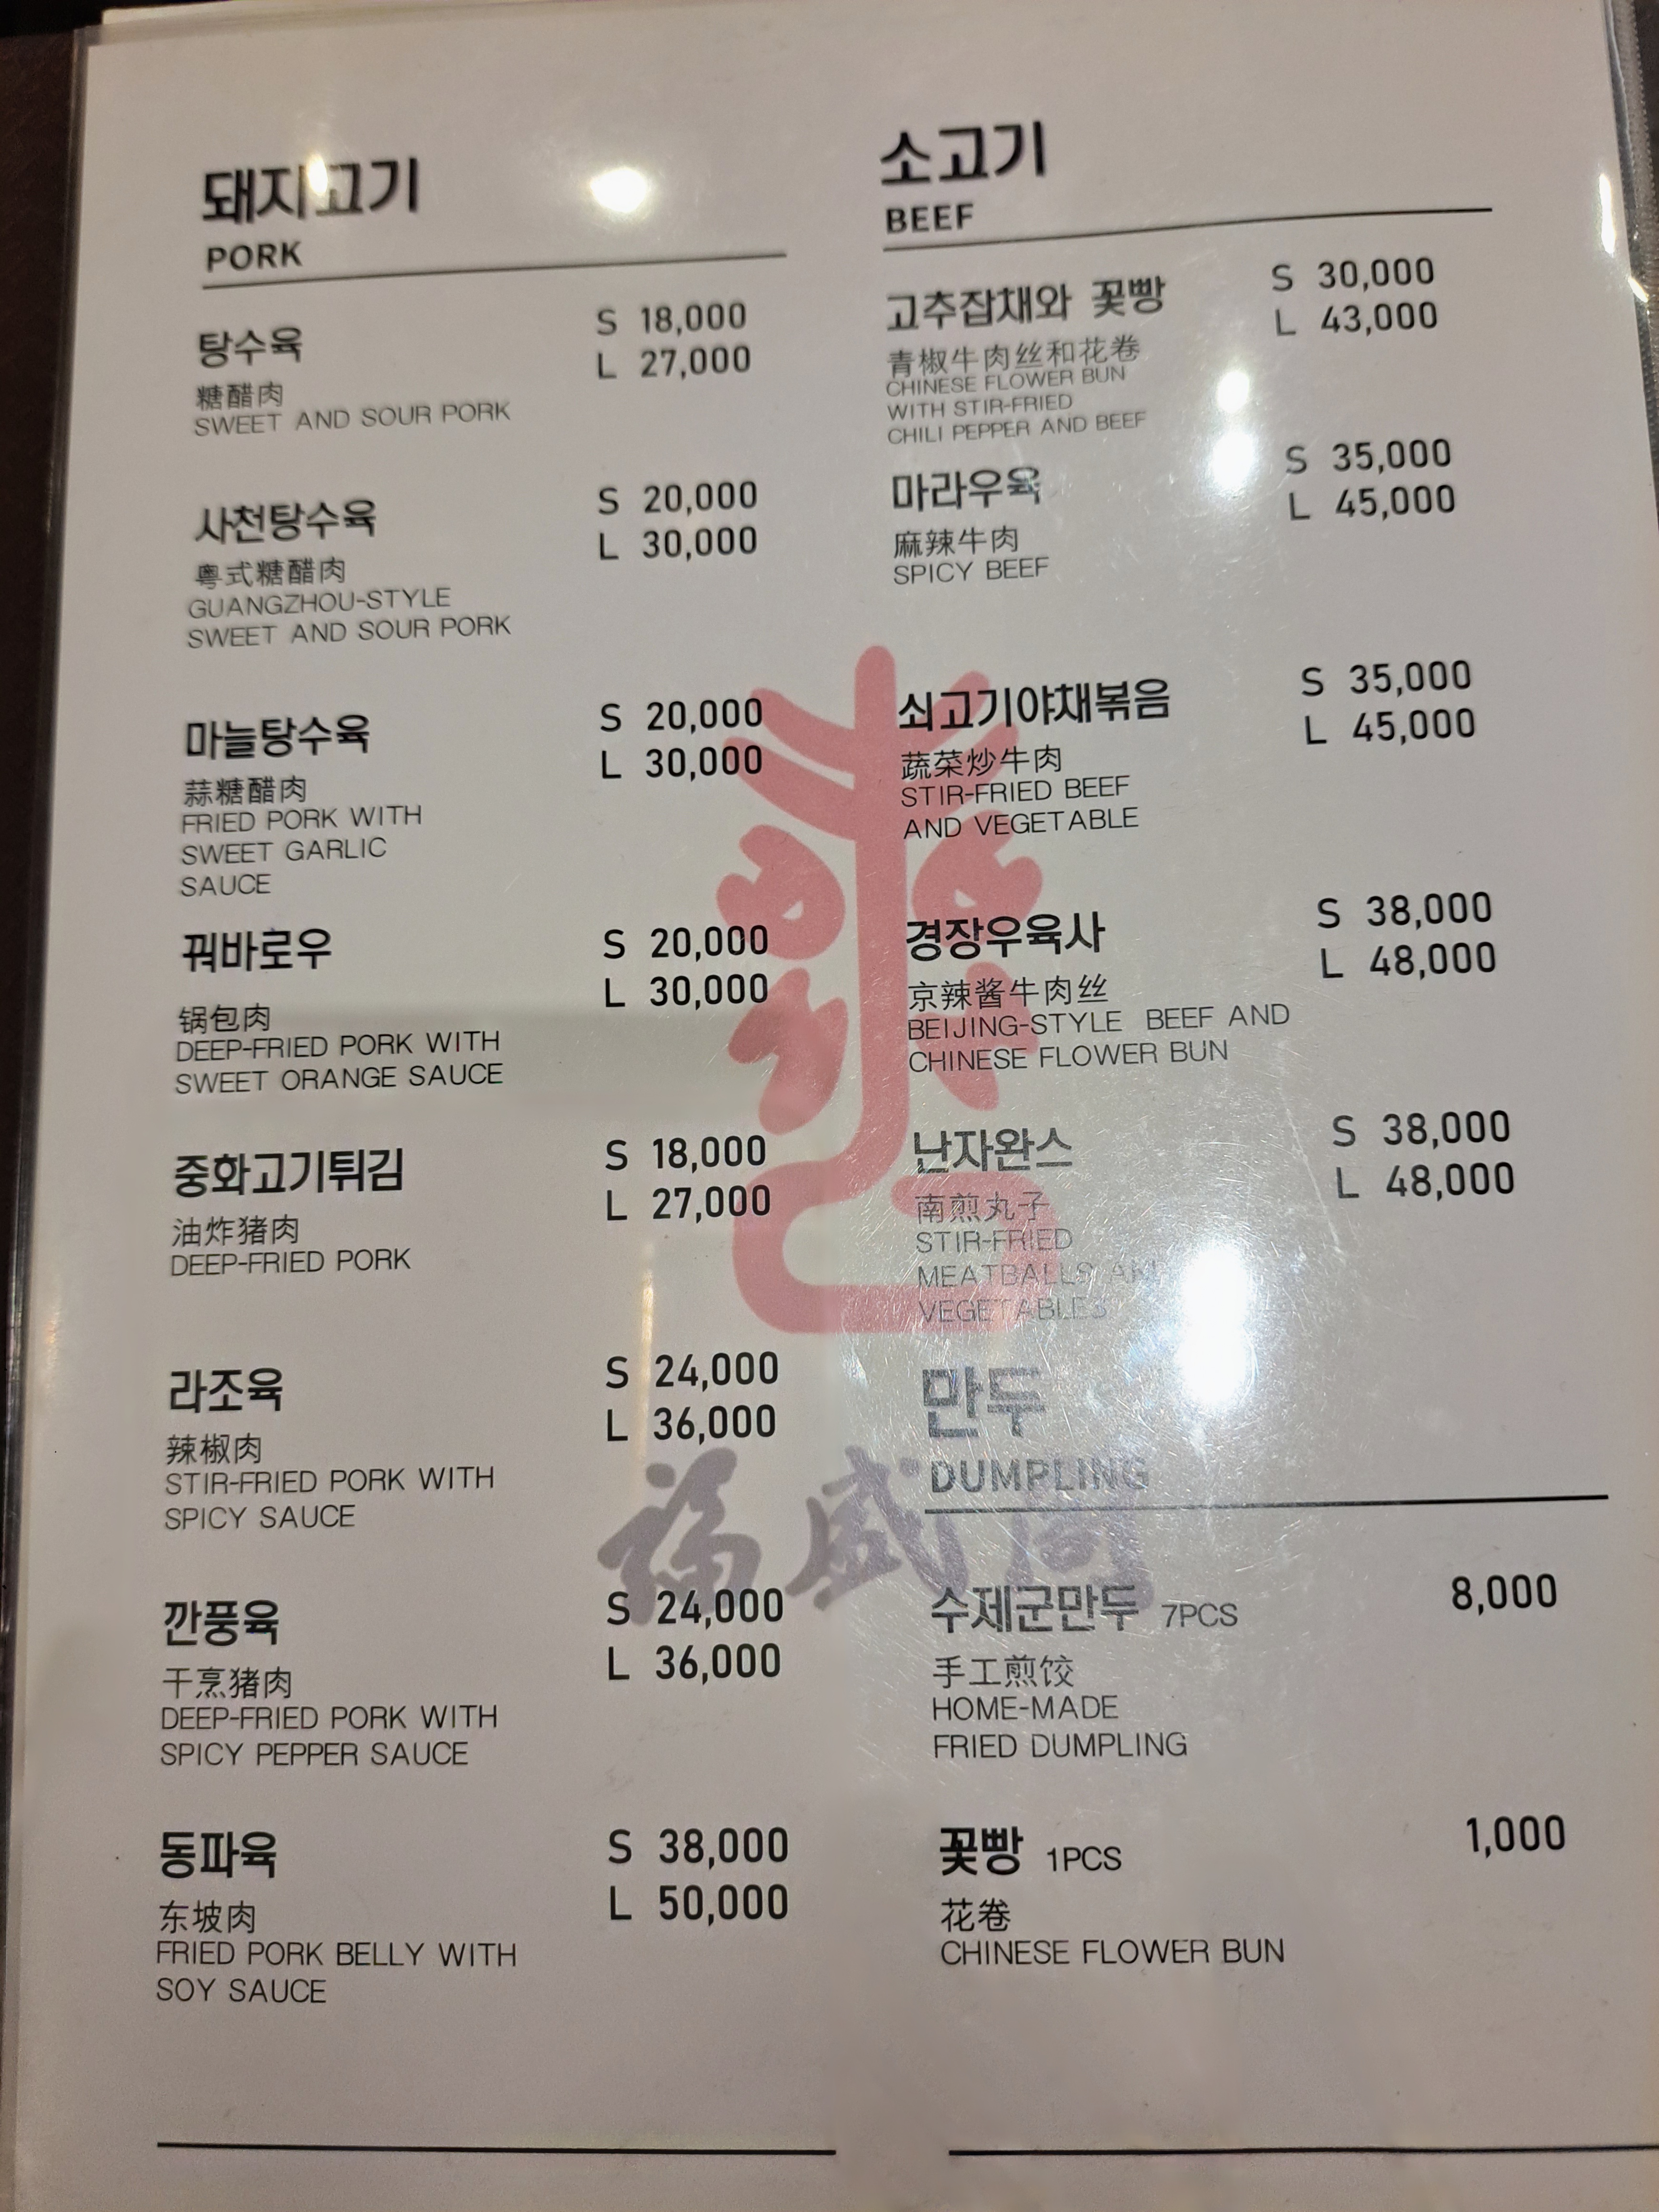 돼지고기
PORK
탕수육
S 18,000
L 27,000
糖醋肉
SWEET AND SOUR PORK
사천탕수육
S 20,000
L 30,000
粤式糖醋肉
GUANGZHOU-STYLE
SWEET AND SOUR PORK
마늘탕수육
S 20,000
L 30,000
蒜糖醋肉
FRIED PORK WITH
SWEET GARLIC
SAUCE
꿔바로우
S 20,000
L 30,000
锅包肉
DEEP-FRIED PORK WITH
SWEET ORANGE SAUCE
중화고기튀김
S 18,000
L 27,000
油炸猪肉
DEEP-FRIED PORK
라조육
S 24,000
L 36,000
辣椒肉
STIR-FRIED PORK WITH
SPICY SAUCE
깐풍육
S 24,000
L 36,000
干烹猪肉
DEEP-FRIED PORK WITH
SPICY PEPPER SAUCE
동파육
S 38,000
L 50,000
东坡肉
FRIED PORK BELLY WITH
SOY SAUCE
소고기
BEEF
고추잡채와 꽃빵
S 30,000
L 43,000
青椒牛肉丝和花卷
CHINESE FLOWER BUN
WITH STIR-FRIED
CHILI PEPPER AND BEEF
마라우육
S 35,000
L 45,000
麻辣牛肉
SPICY BEEF
쇠고기야채볶음
S 35,000
L 45,000
蔬菜炒牛肉
STIR-FRIED BEEF
AND VEGETABLE
경장우육사
S 38,000
L 48,000
京辣酱牛肉丝
BEIJING-STYLE BEEF AND
CHINESE FLOWER BUN
난자완스
S 38,000
L 48,000
南煎丸子
STIR-FRIED
MEATBALLS AND
VEGETABLES
만두
DUMPLING
수제군만두 7PCS
8,000
手工煎饺
HOME-MADE
FRIED DUMPLING
꽃빵 1PCS
1,000
花卷
CHINESE FLOWER BUN
福盛